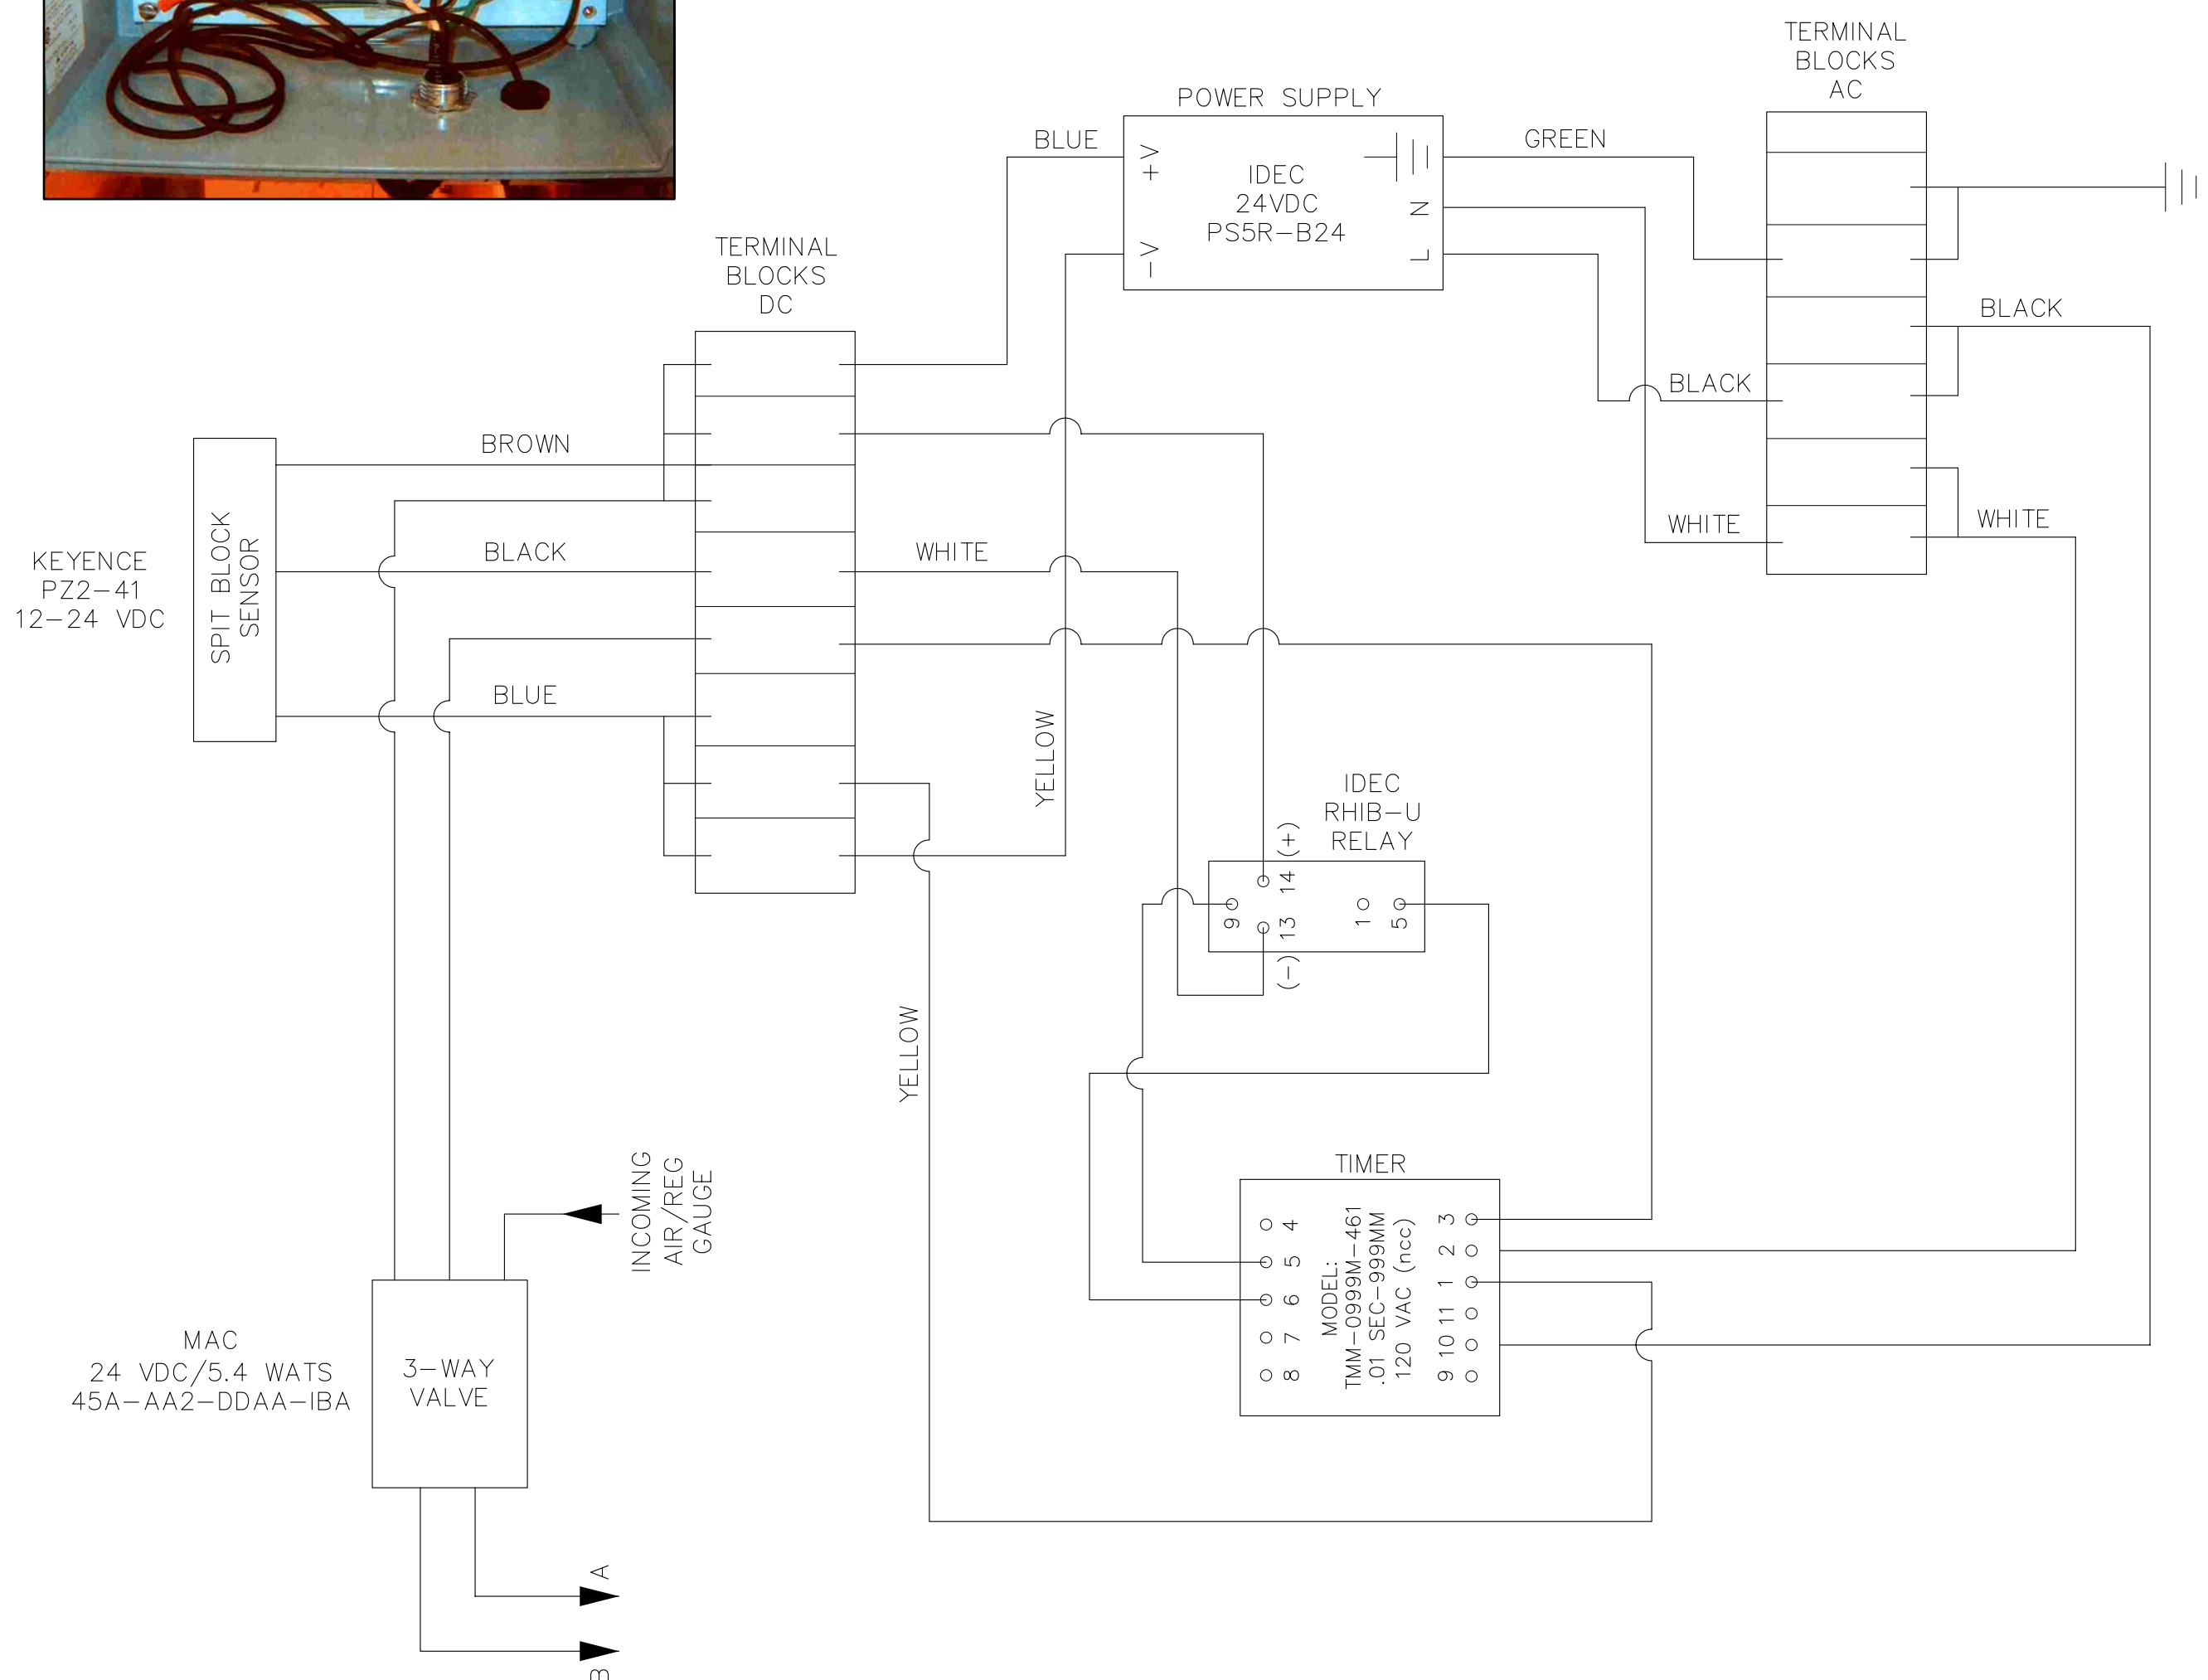 TERMINAL
BLOCKS
AC
POWER SUPPLY
BLUE
+V
-V
IDEC
24VDC
PS5R-B24
N
L
GREEN
BLACK
BLACK
WHITE
WHITE
TERMINAL
BLOCKS
DC
BROWN
BLACK
BLUE
WHITE
KEYENCE
PZ2-41
12-24 VDC
SPIT BLOCK
SENSOR
YELLOW
YELLOW
IDEC
RHIB-U
RELAY
(+)
14
13
(-)
9
1
5
TIMER
4
5
6
7
8
MODEL:
TMM-0999M-461
.01 SEC-999MM
120 VAC (ncc)
3
2
1
11
10
9
INCOMING
AIR/REG
GAUGE
MAC
24 VDC/5.4 WATS
45A-AA2-DDAA-IBA
3-WAY
VALVE
A
B